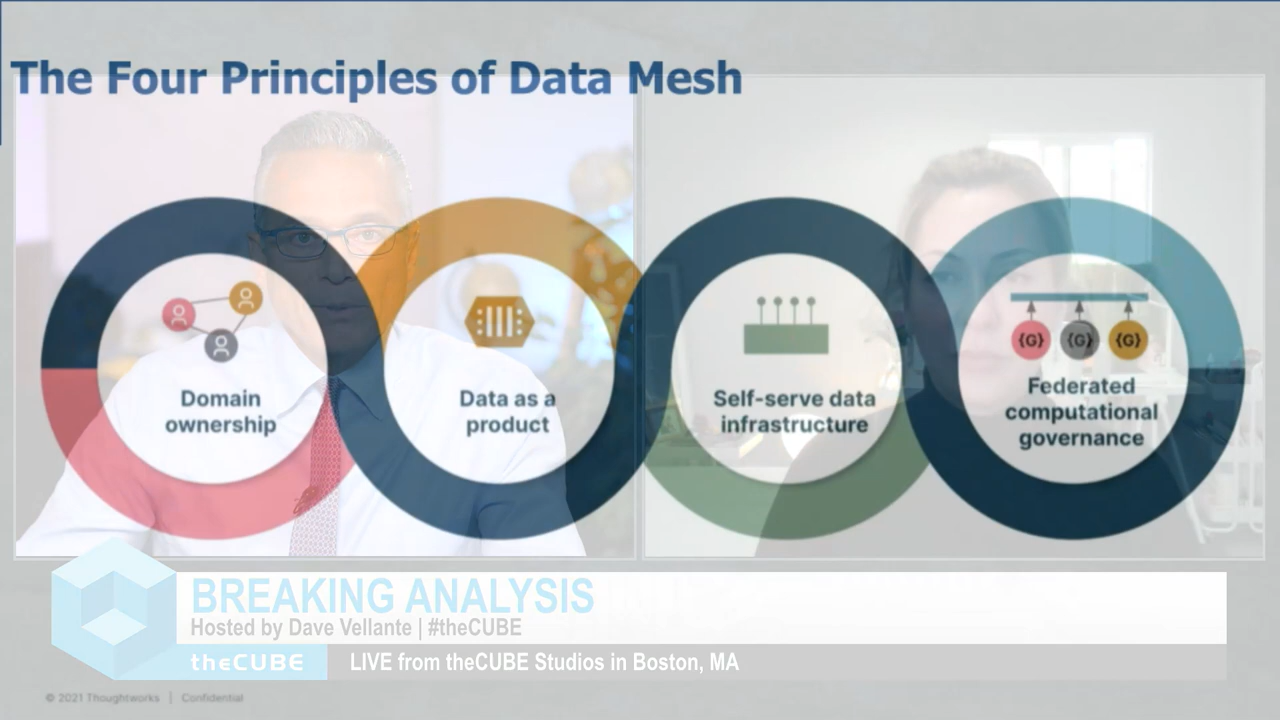 The Four Principles of Data Mesh
Domain
ownership
Data as a
product
Self-serve data
infrastructure
{G} {G} {G}
Federated
computational
governance
BREAKING ANALYSIS
Hosted by Dave Vellante | #theCUBE
theCUBE LIVE from theCUBE Studios in Boston, MA
© 2021 Thoughtworks | Confidential